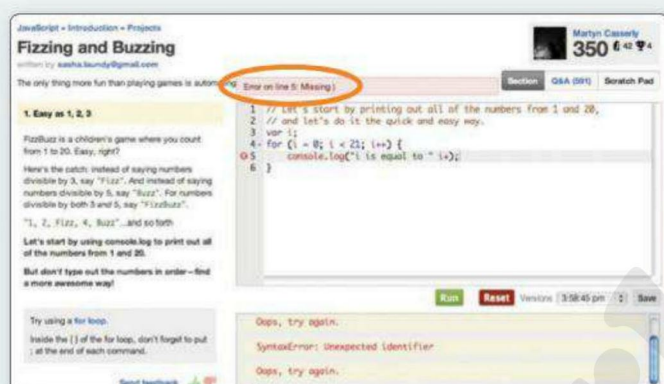 JavaScript • Introduction • Projects
Fizzing and Buzzing
written by sasha.laundy@gmail.com
Martyn Casserly
350 42 4
The only thing more fun than playing games is automating
Error on line 5: Missing )
Section Q&A (591) Scratch Pad
1. Easy as 1, 2, 3
FizzBuzz is a children's game where you count
from 1 to 20. Easy, right?
Here's the catch: instead of saying numbers
divisible by 3, say "Fizz". And instead of saying
numbers divisible by 5, say "Buzz". For numbers
divisible by both 3 and 5, say "FizzBuzz".
"1, 2, Fizz, 4, Buzz"...and so forth
Let's start by using console.log to print out all
of the numbers from 1 and 20.
But don't type out the numbers in order—find
a more awesome way!
1 // Let's start by printing out all of the numbers from 1 and 20,
2 // and let's do it the quick and easy way.
3 var i;
4 for (i = 0; i < 21; i++) {
5 console.log("i is equal to " i+);
6 }
Run Reset Versions 3:58:45 pm Save
Try using a for loop.
Inside the { } of the for loop, don't forget to put
; at the end of each command.
Send feedback
Oops, try again.
SyntaxError: Unexpected identifier
Oops, try again.